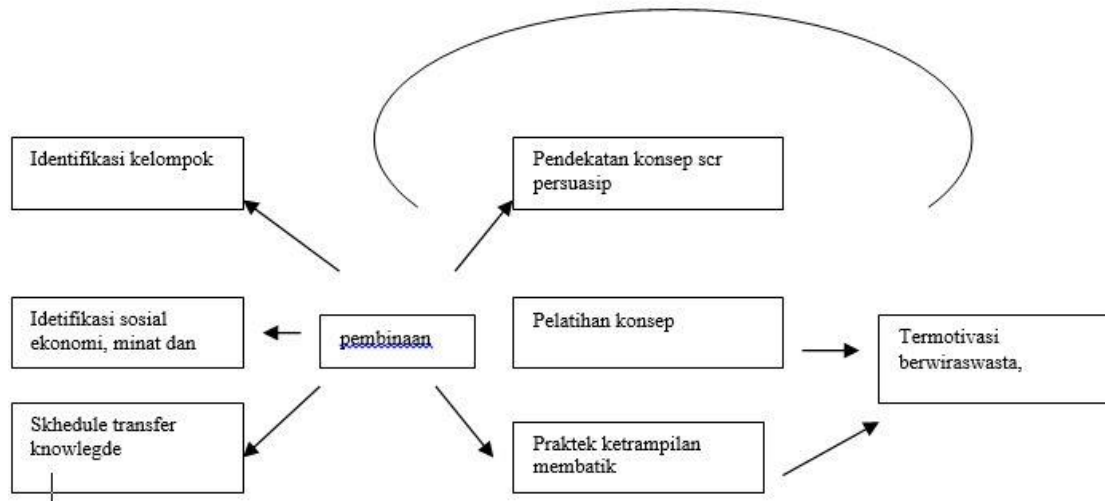 Identifikasi kelompok
Pendekatan konsep scr
persuasip
Idetifikasi sosial
ekonomi, minat dan
pembinaan
Pelatihan konsep
Termotivasi
berwiraswasta,
Skhedule transfer
knowlegde
Praktek ketrampilan
membatik